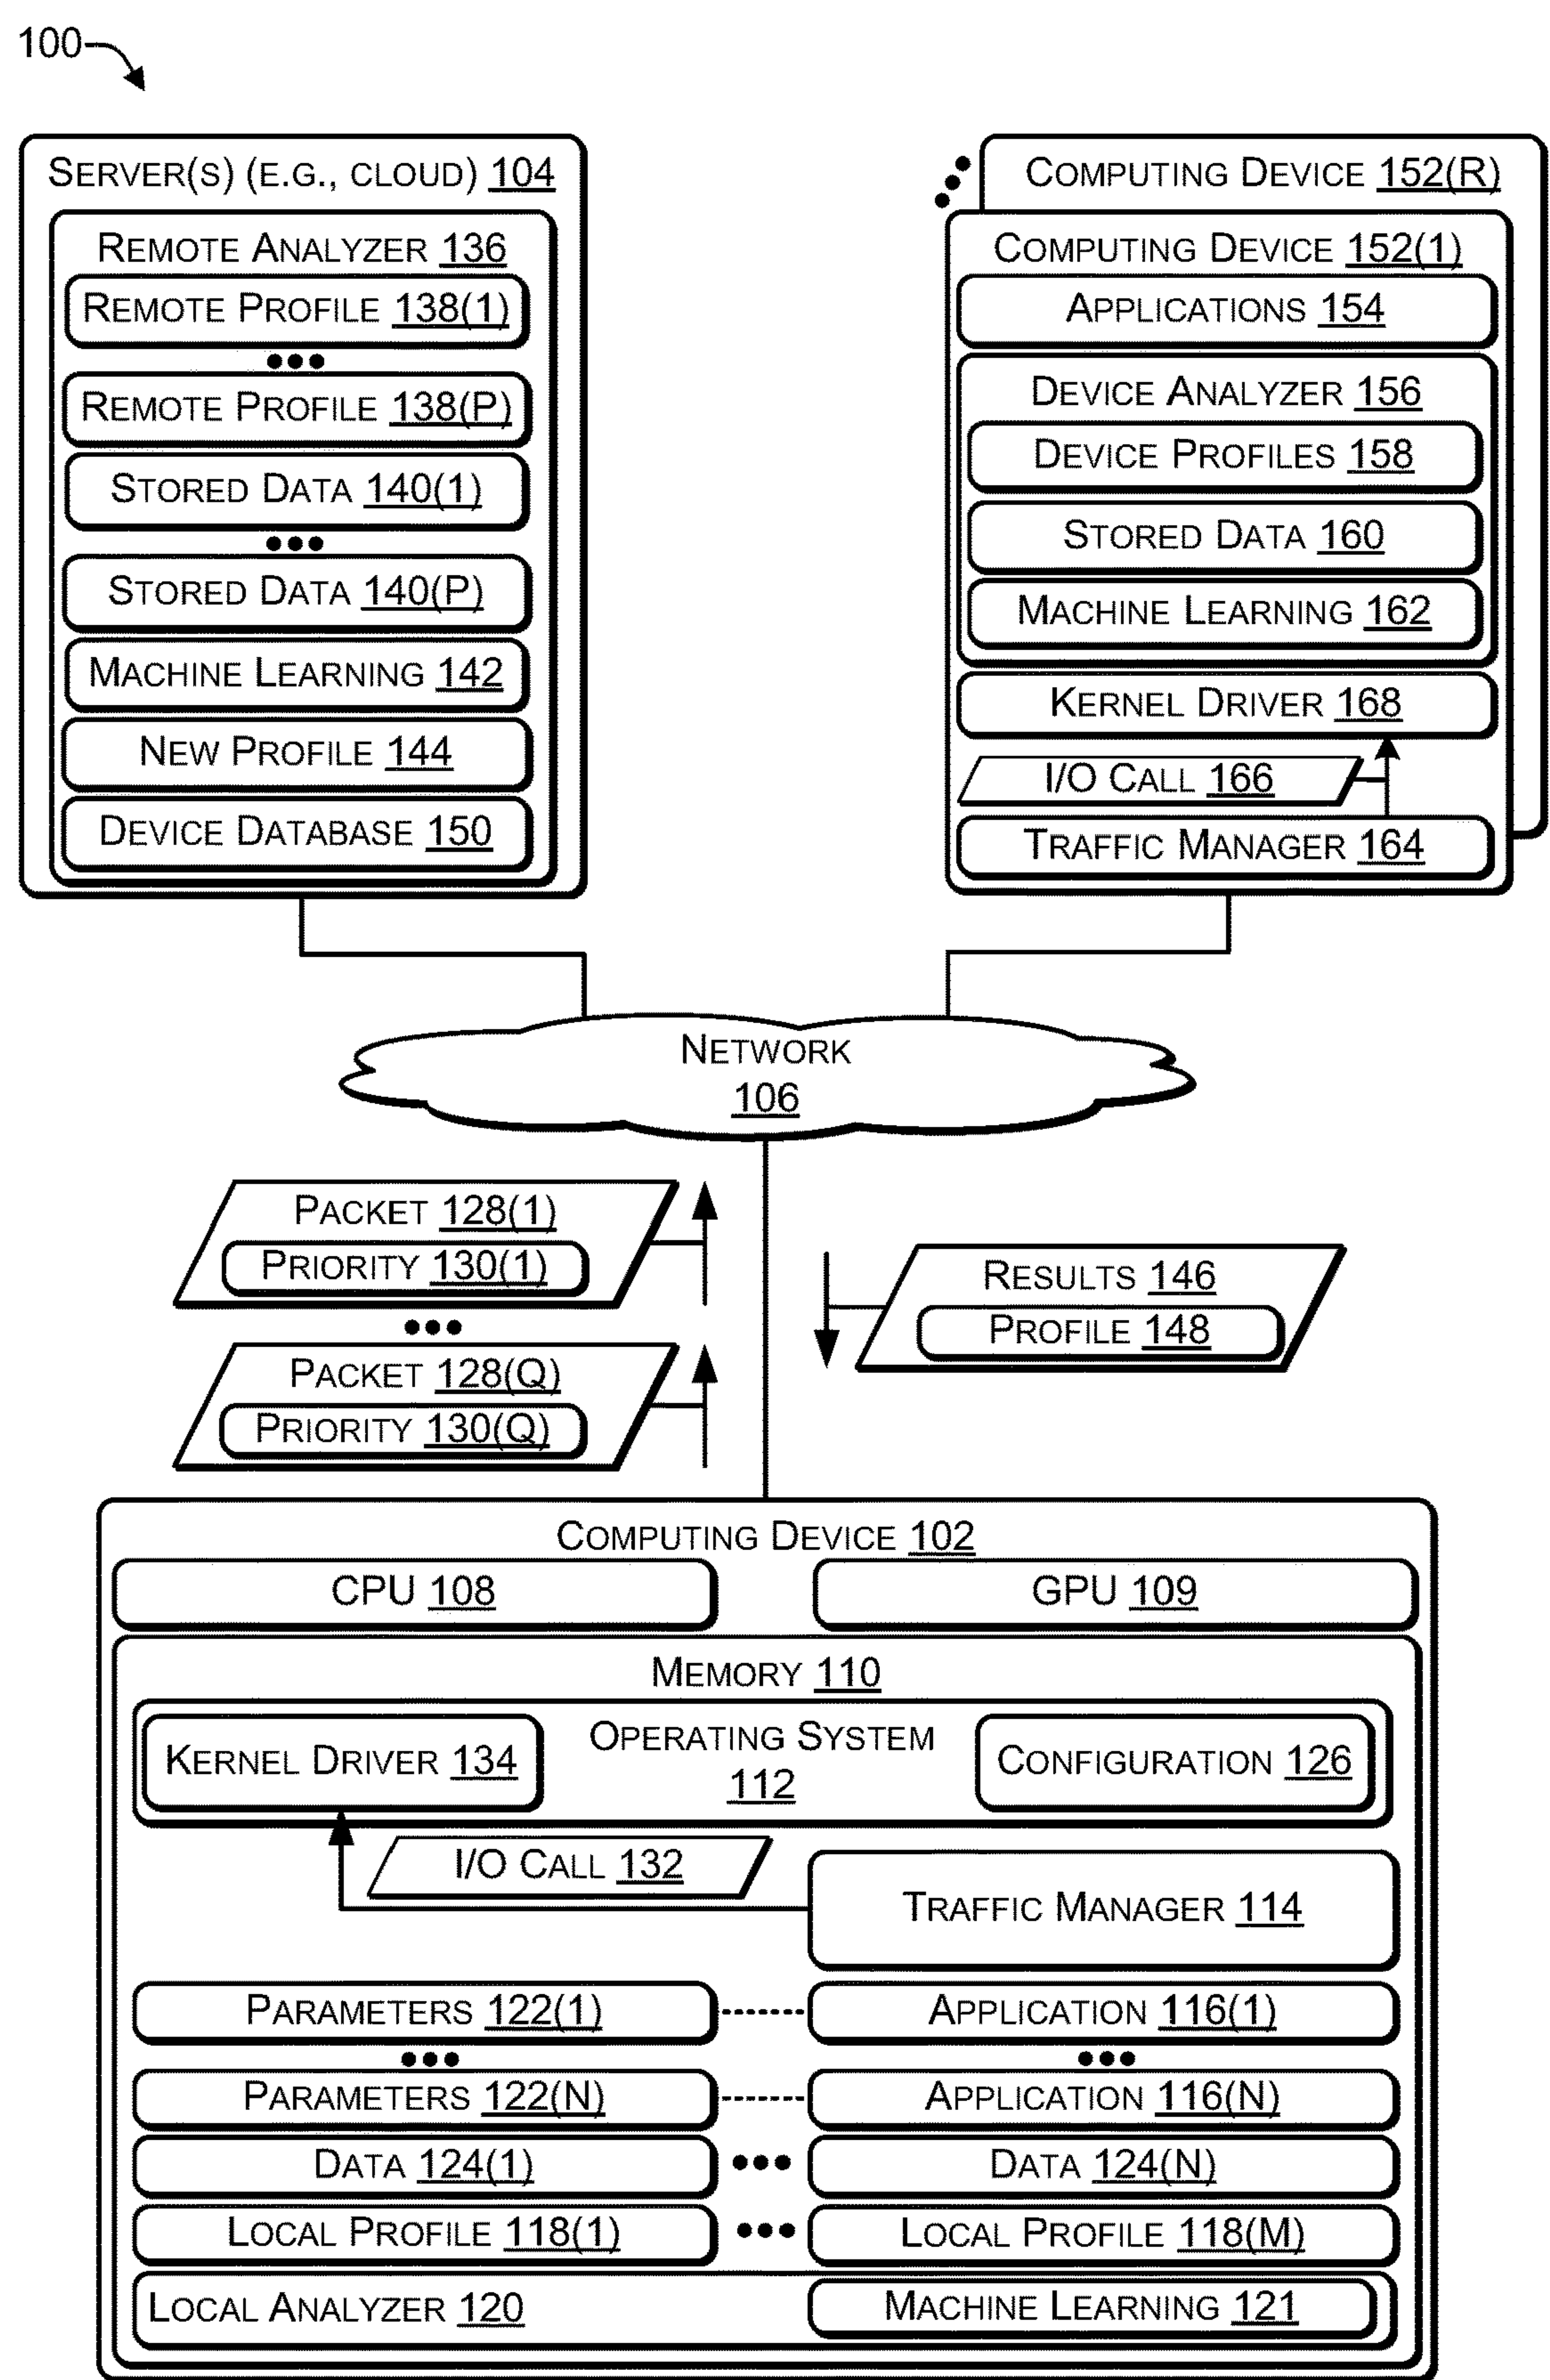 100
SERVER(S) (E.G., CLOUD) 104
REMOTE ANALYZER 136
REMOTE PROFILE 138(1)
•••
REMOTE PROFILE 138(P)
STORED DATA 140(1)
•••
STORED DATA 140(P)
MACHINE LEARNING 142
NEW PROFILE 144
DEVICE DATABASE 150
COMPUTING DEVICE 152(R)
COMPUTING DEVICE 152(1)
APPLICATIONS 154
DEVICE ANALYZER 156
DEVICE PROFILES 158
STORED DATA 160
MACHINE LEARNING 162
KERNEL DRIVER 168
I/O CALL 166
TRAFFIC MANAGER 164
NETWORK
106
PACKET 128(1)
PRIORITY 130(1)
•••
PACKET 128(Q)
PRIORITY 130(Q)
RESULTS 146
PROFILE 148
COMPUTING DEVICE 102
CPU 108
GPU 109
MEMORY 110
KERNEL DRIVER 134
OPERATING SYSTEM
112
CONFIGURATION 126
I/O CALL 132
TRAFFIC MANAGER 114
PARAMETERS 122(1)
APPLICATION 116(1)
•••
•••
PARAMETERS 122(N)
APPLICATION 116(N)
DATA 124(1) ••• DATA 124(N)
LOCAL PROFILE 118(1) ••• LOCAL PROFILE 118(M)
LOCAL ANALYZER 120
MACHINE LEARNING 121